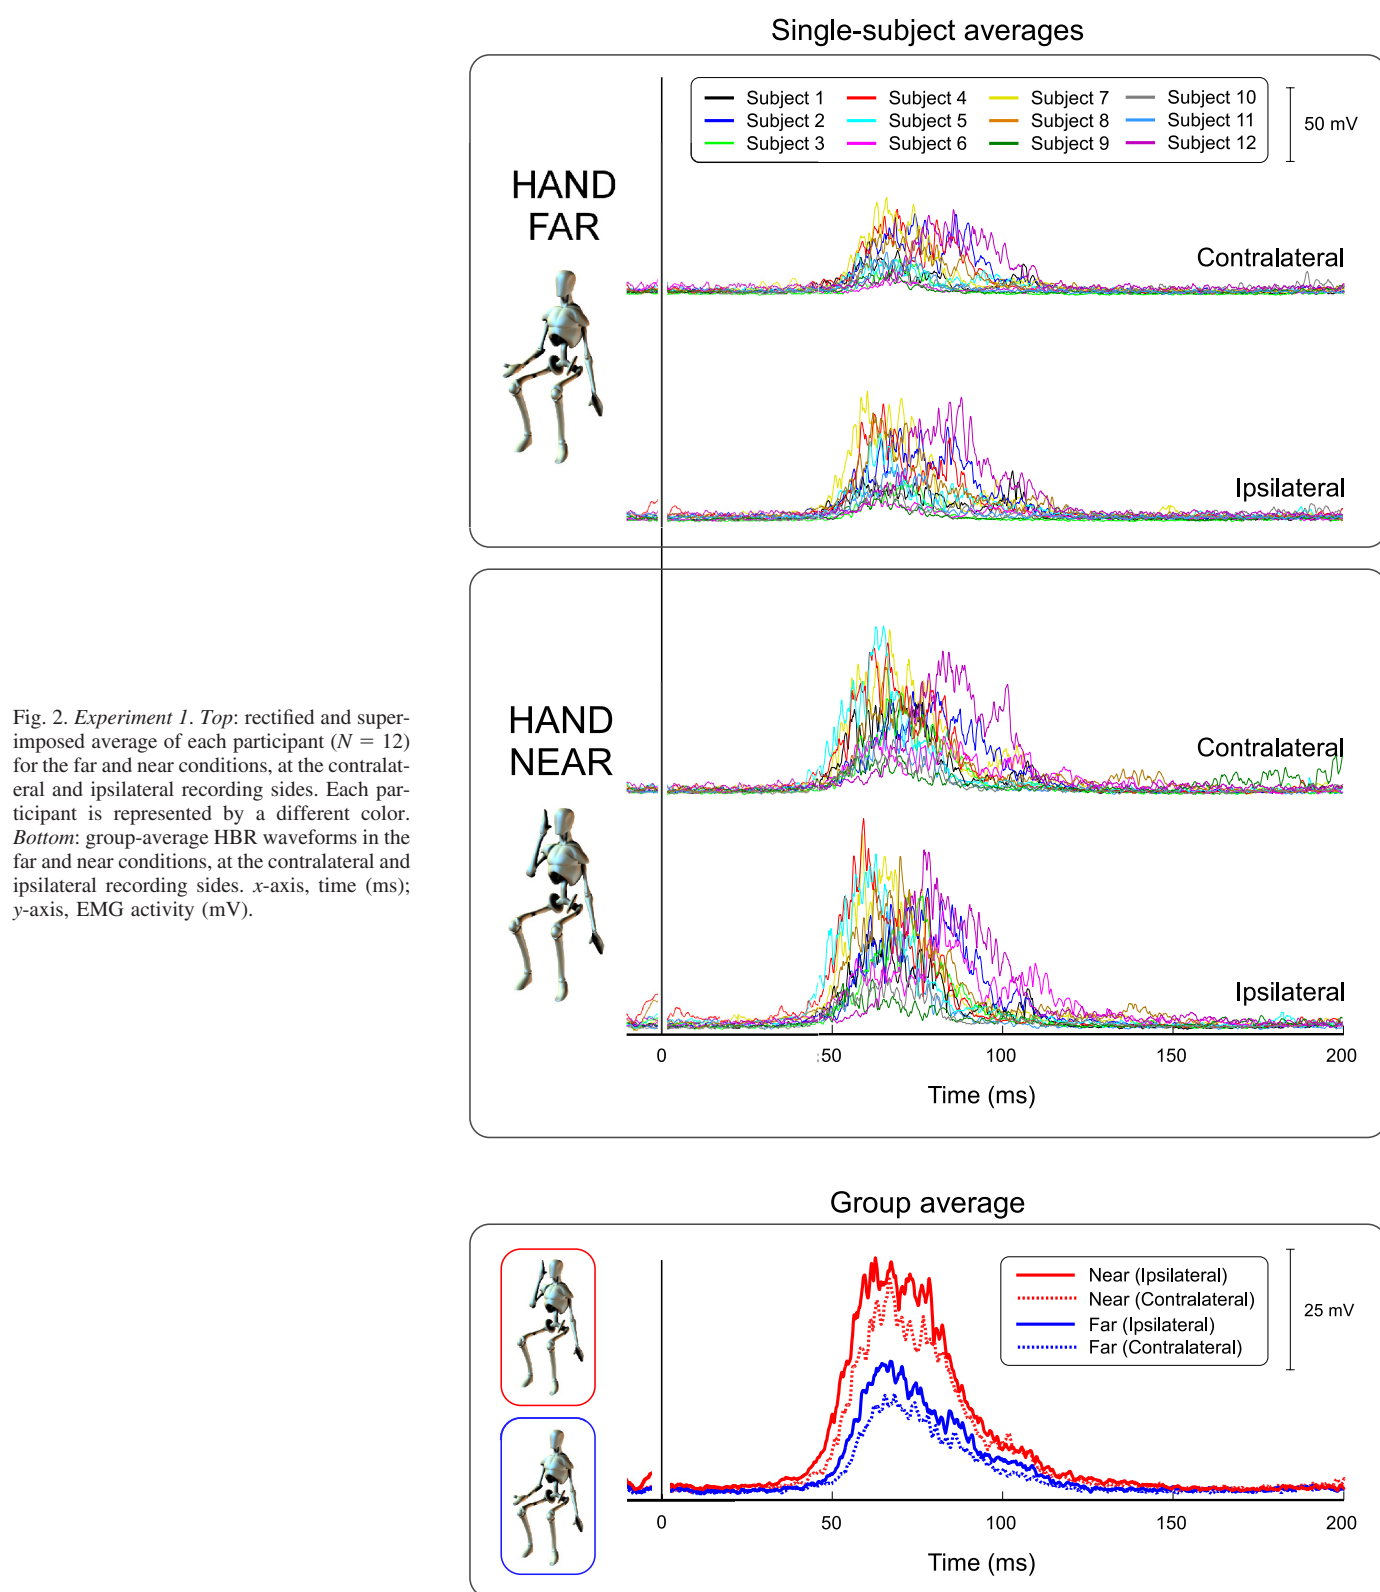 Single-subject averages
Subject 1
Subject 2
Subject 3
Subject 4
Subject 5
Subject 6
Subject 7
Subject 8
Subject 9
Subject 10
Subject 11
Subject 12
50 mV
HAND
FAR
Contralateral
Ipsilateral
HAND
NEAR
Contralateral
Ipsilateral
0 50 100 150 200
Time (ms)
Fig. 2. Experiment 1. Top: rectified and super-
imposed average of each participant (N = 12)
for the far and near conditions, at the contralat-
eral and ipsilateral recording sides. Each par-
ticipant is represented by a different color.
Bottom: group-average HBR waveforms in the
far and near conditions, at the contralateral and
ipsilateral recording sides. x-axis, time (ms);
y-axis, EMG activity (mV).
Group average
Near (Ipsilateral)
Near (Contralateral)
Far (Ipsilateral)
Far (Contralateral)
25 mV
0 50 100 150 200
Time (ms)